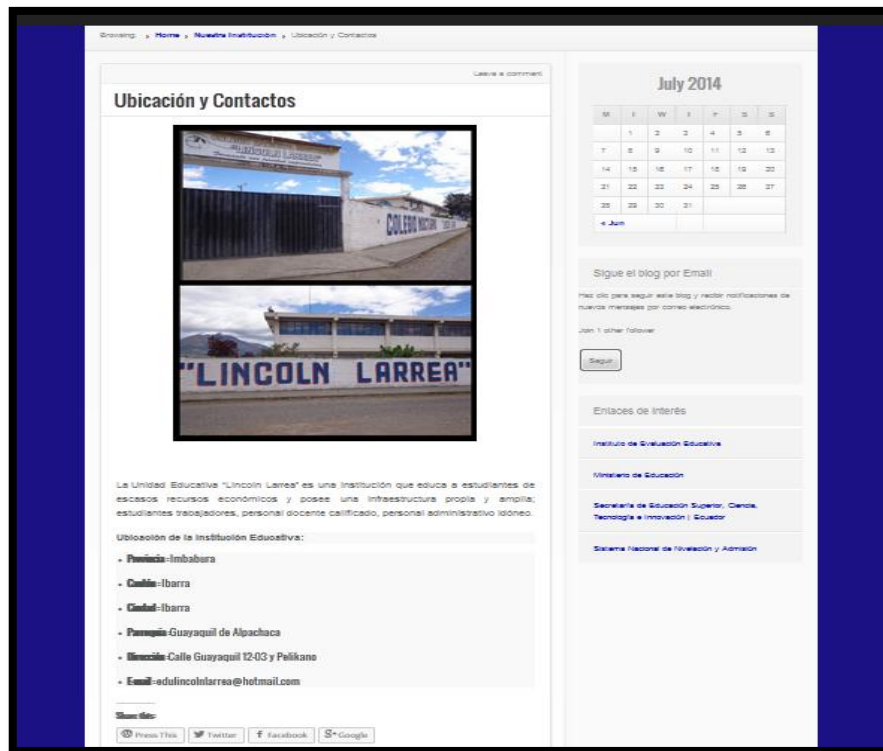 Browsing: › Home › Nuestra Institución › Ubicación y Contactos
Leave a comment
Ubicación y Contactos
"LINCOLN LARREA"
COLEGIO NOCTURNO
"LINCOLN LARREA"
La Unidad Educativa "Lincoln Larrea" es una institución que educa a estudiantes de
escasos recursos económicos y posee una infraestructura propia y amplia;
estudiantes trabajadores, personal docente calificado, personal administrativo idóneo.
Ubicación de la Institución Educativa:
Provincia=Imbabura
Cantón=Ibarra
Ciudad=Ibarra
Parroquia=Guayaquil de Alpachaca
Dirección=Calle Guayaquil 12-03 y Pelikano
E-mail=edulincolnlarrea@hotmail.com
Share this:
Press This
Twitter
Facebook
Google
July 2014
M T W T F S S
1 2 3 4 5 6
7 8 9 10 11 12 13
14 15 16 17 18 19 20
21 22 23 24 25 26 27
28 29 30 31
« Jun
Sigue el blog por Email
Haz clic para seguir este blog y recibir notificaciones de
nuevos mensajes por correo electrónico.
Join 1 other follower
Seguir
Enlaces de Interés
Instituto de Evaluación Educativa
Ministerio de Educación
Secretaría de Educación Superior, Ciencia,
Tecnología e Innovación | Ecuador
Sistema Nacional de Nivelación y Admisión